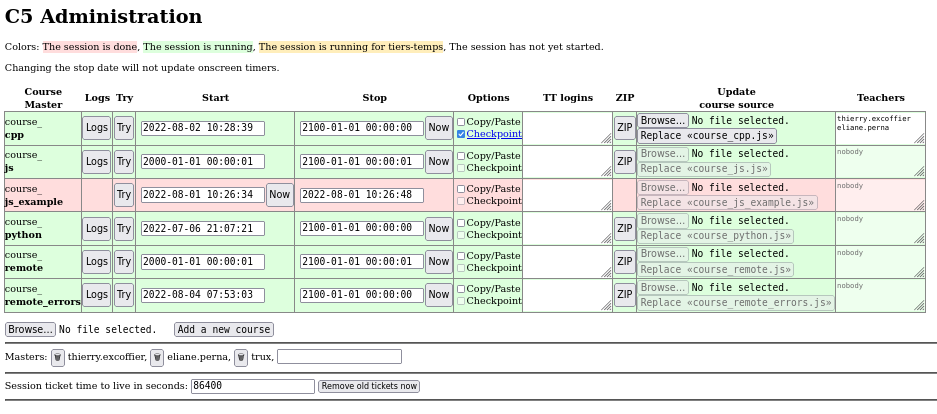 C5 Administration
Colors: The session is done, The session is running, The session is running for tiers-temps, The session has not yet started.
Changing the stop date will not update onscreen timers.
Course Master Logs Try Start Stop Options TT logins ZIP Update course source Teachers
course_ cpp Logs Try 2022-08-02 10:28:39 2100-01-01 00:00:00 Now Copy/Paste Checkpoint ZIP Browse... No file selected. Replace «course_cpp.js» thierry.excoffier eliane.perna
course_ js Logs Try 2000-01-01 00:00:01 2100-01-01 00:00:01 Now Copy/Paste Checkpoint ZIP Browse... No file selected. Replace «course_js.js» nobody
course_ js_example Try 2022-08-01 10:26:34 Now 2022-08-01 10:26:48 Copy/Paste Checkpoint Browse... No file selected. Replace «course_js_example.js» nobody
course_ python Logs Try 2022-07-06 21:07:21 2100-01-01 00:00:00 Now Copy/Paste Checkpoint ZIP Browse... No file selected. Replace «course_python.js» nobody
course_ remote Logs Try 2000-01-01 00:00:01 2100-01-01 00:00:01 Now Copy/Paste Checkpoint ZIP Browse... No file selected. Replace «course_remote.js» nobody
course_ remote_errors Logs Try 2022-08-04 07:53:03 2100-01-01 00:00:00 Now Copy/Paste Checkpoint ZIP Browse... No file selected. Replace «course_remote_errors.js» nobody
Browse... No file selected. Add a new course
Masters: thierry.excoffier, eliane.perna, trux,
Session ticket time to live in seconds: 86400 Remove old tickets now